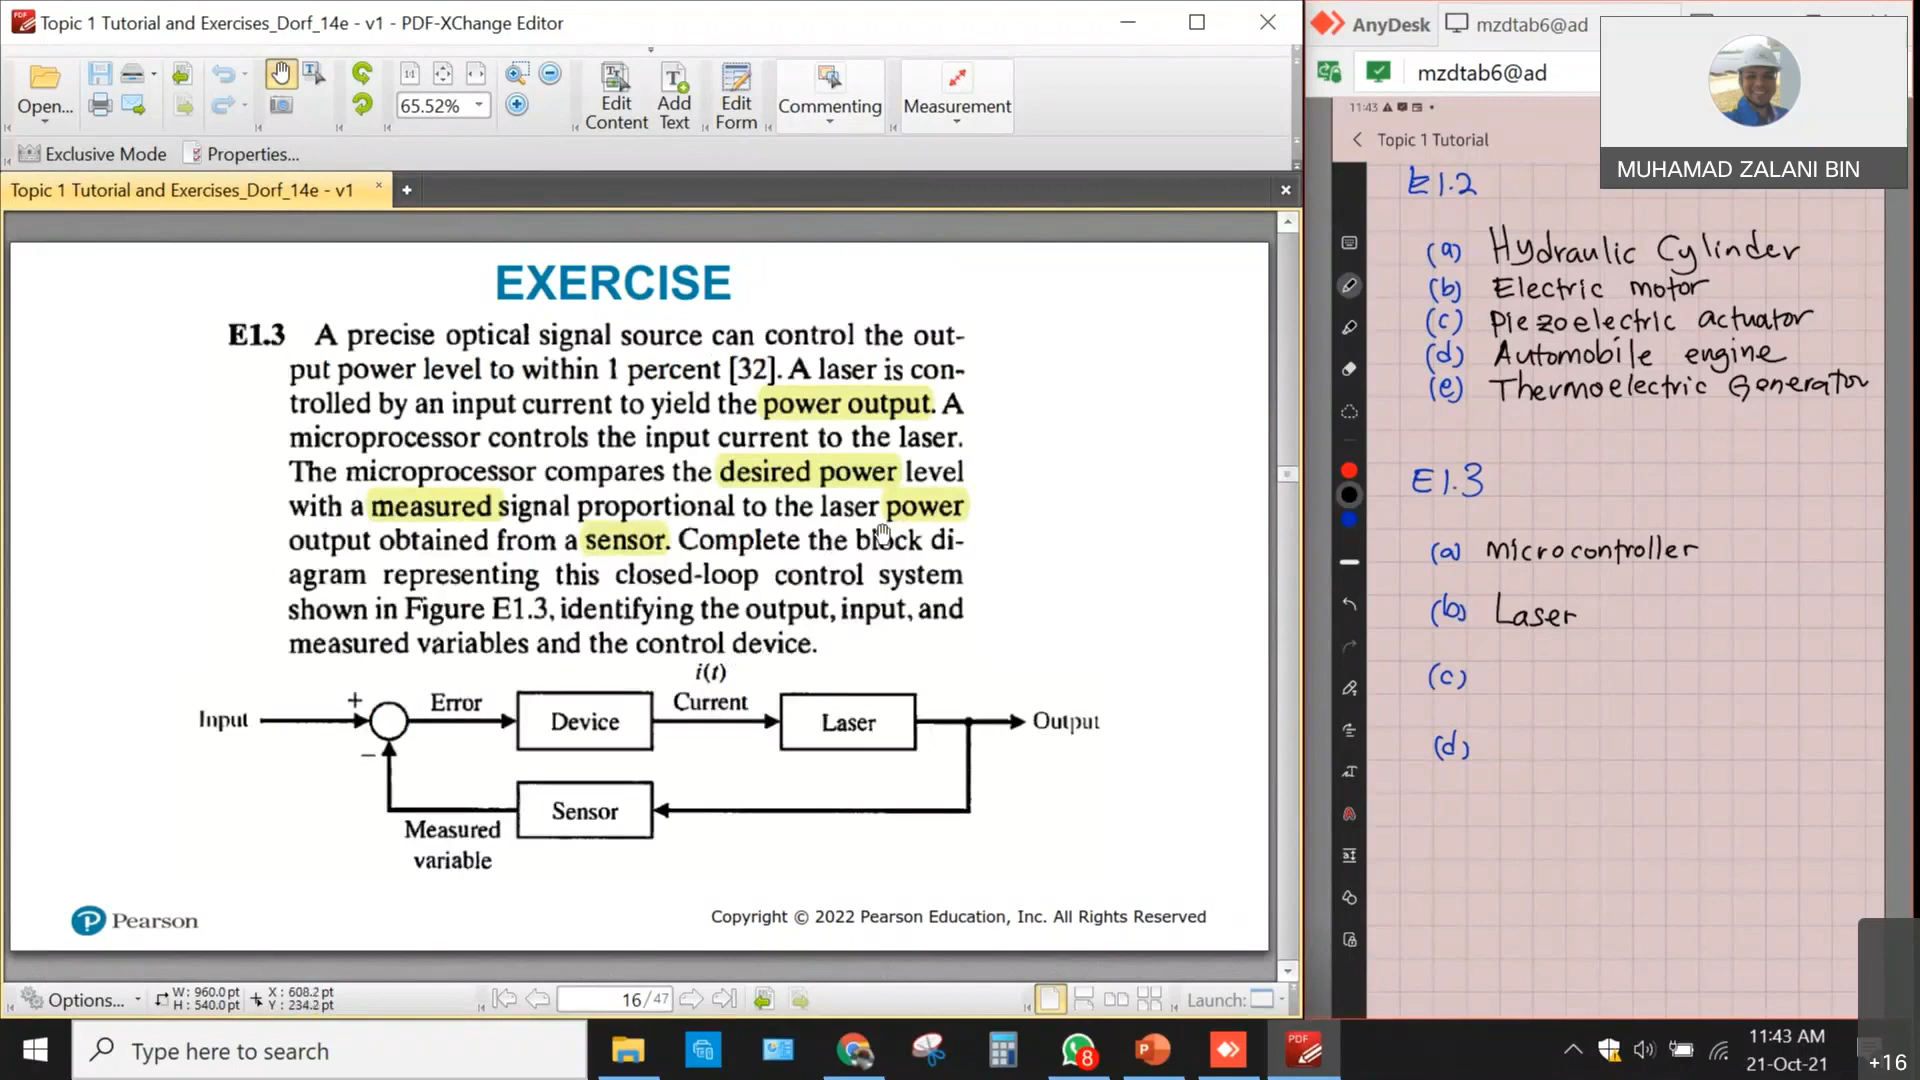 Topic 1 Tutorial and Exercises_Dorf_14e - v1 - PDF-XChange Editor
Open...
65.52%
Edit Content
Add Text
Edit Form
Commenting
Measurement
Exclusive Mode
Properties...
Topic 1 Tutorial and Exercises_Dorf_14e - v1
EXERCISE
E1.3 A precise optical signal source can control the out-
put power level to within 1 percent [32]. A laser is con-
trolled by an input current to yield the power output. A
microprocessor controls the input current to the laser.
The microprocessor compares the desired power level
with a measured signal proportional to the laser power
output obtained from a sensor. Complete the block di-
agram representing this closed-loop control system
shown in Figure E1.3, identifying the output, input, and
measured variables and the control device.
i(t)
Input + Error Device Current Laser Output
−
Sensor
Measured
variable
Pearson
Copyright © 2022 Pearson Education, Inc. All Rights Reserved
Options...
W: 960.0pt
H: 540.0pt
X: 608.2pt
Y: 234.2pt
16 / 47
Launch:
AnyDesk
mzdtab6@ad
mzdtab6@ad
MUHAMAD ZALANI BIN
11:43
Topic 1 Tutorial
E1.2
(a) Hydraulic Cylinder
(b) Electric motor
(c) Piezoelectric actuator
(d) Automobile engine
(e) Thermoelectric Generator
E1.3
(a) microcontroller
(b) Laser
(c)
(d)
Type here to search
8
PDF
11:43 AM
21-Oct-21
+16